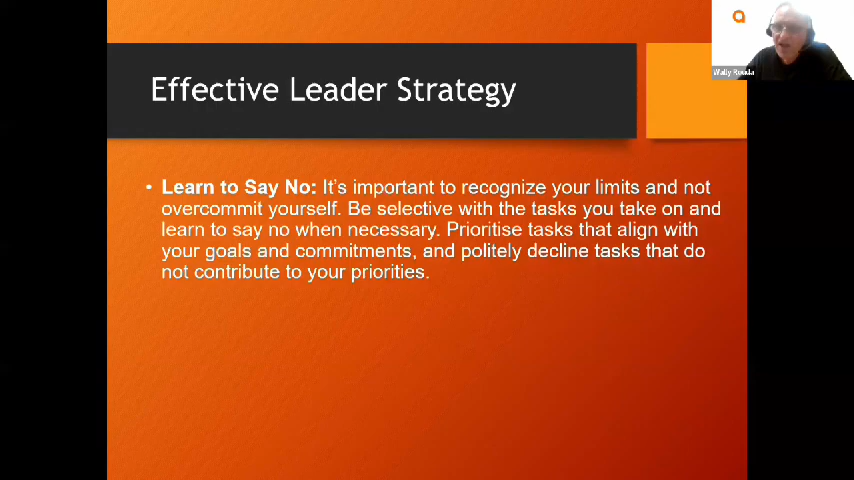 Effective Leader Strategy
• Learn to Say No: It's important to recognize your limits and not
overcommit yourself. Be selective with the tasks you take on and
learn to say no when necessary. Prioritise tasks that align with
your goals and commitments, and politely decline tasks that do
not contribute to your priorities.
Wally Rouda